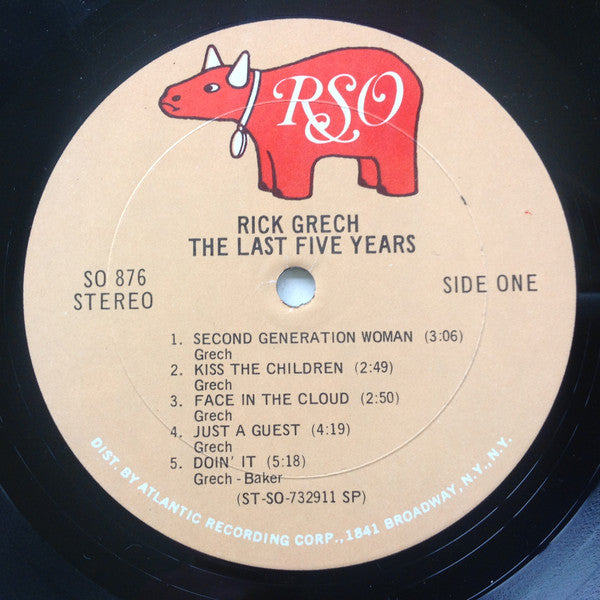 RSO
RICK GRECH
THE LAST FIVE YEARS
SO 876
STEREO
SIDE ONE
1. SECOND GENERATION WOMAN (3:06)
Grech
2. KISS THE CHILDREN (2:49)
Grech
3. FACE IN THE CLOUD (2:50)
Grech
4. JUST A GUEST (4:19)
Grech
5. DOIN' IT (5:18)
Grech - Baker
(ST-SO-732911 SP)
DIST. BY ATLANTIC RECORDING CORP., 1841 BROADWAY, N.Y., N.Y.